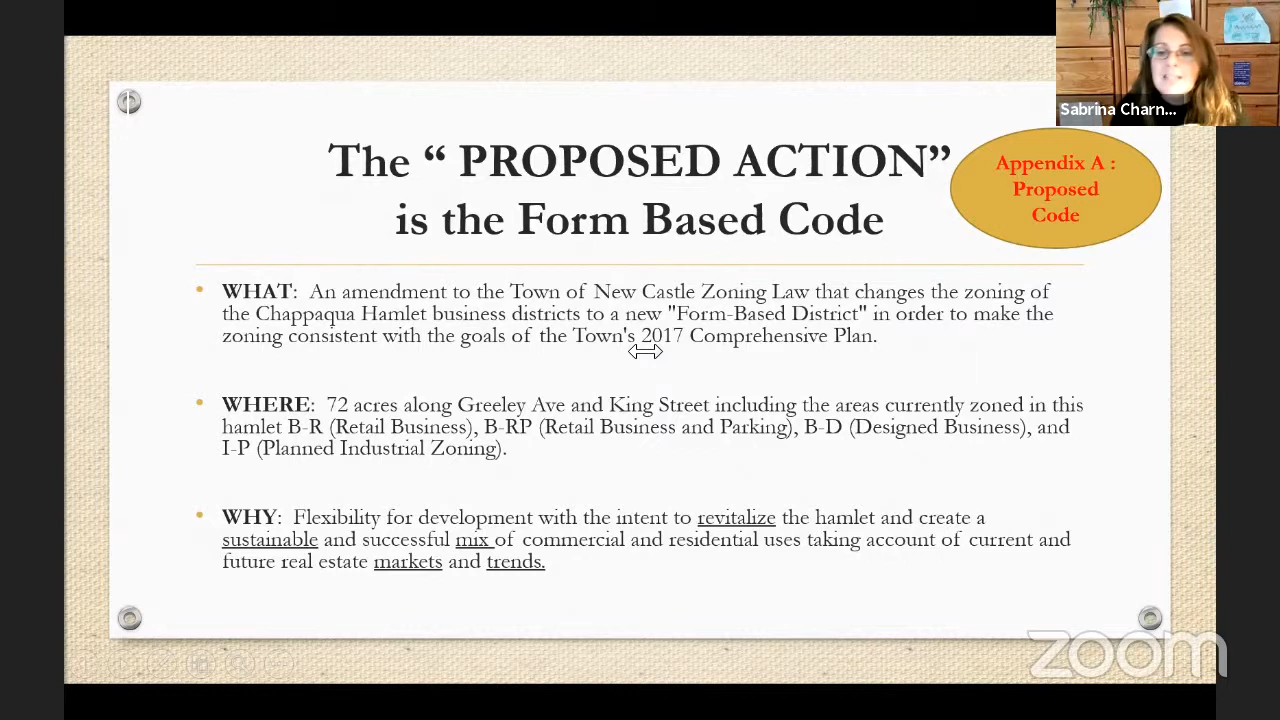 Sabrina Charn...
The “ PROPOSED ACTION”
is the Form Based Code
Appendix A :
Proposed
Code
• WHAT: An amendment to the Town of New Castle Zoning Law that changes the zoning of
the Chappaqua Hamlet business districts to a new "Form-Based District" in order to make the
zoning consistent with the goals of the Town's 2017 Comprehensive Plan.
• WHERE: 72 acres along Greeley Ave and King Street including the areas currently zoned in this
hamlet B-R (Retail Business), B-RP (Retail Business and Parking), B-D (Designed Business), and
I-P (Planned Industrial Zoning).
• WHY: Flexibility for development with the intent to revitalize the hamlet and create a
sustainable and successful mix of commercial and residential uses taking account of current and
future real estate markets and trends.
zoom